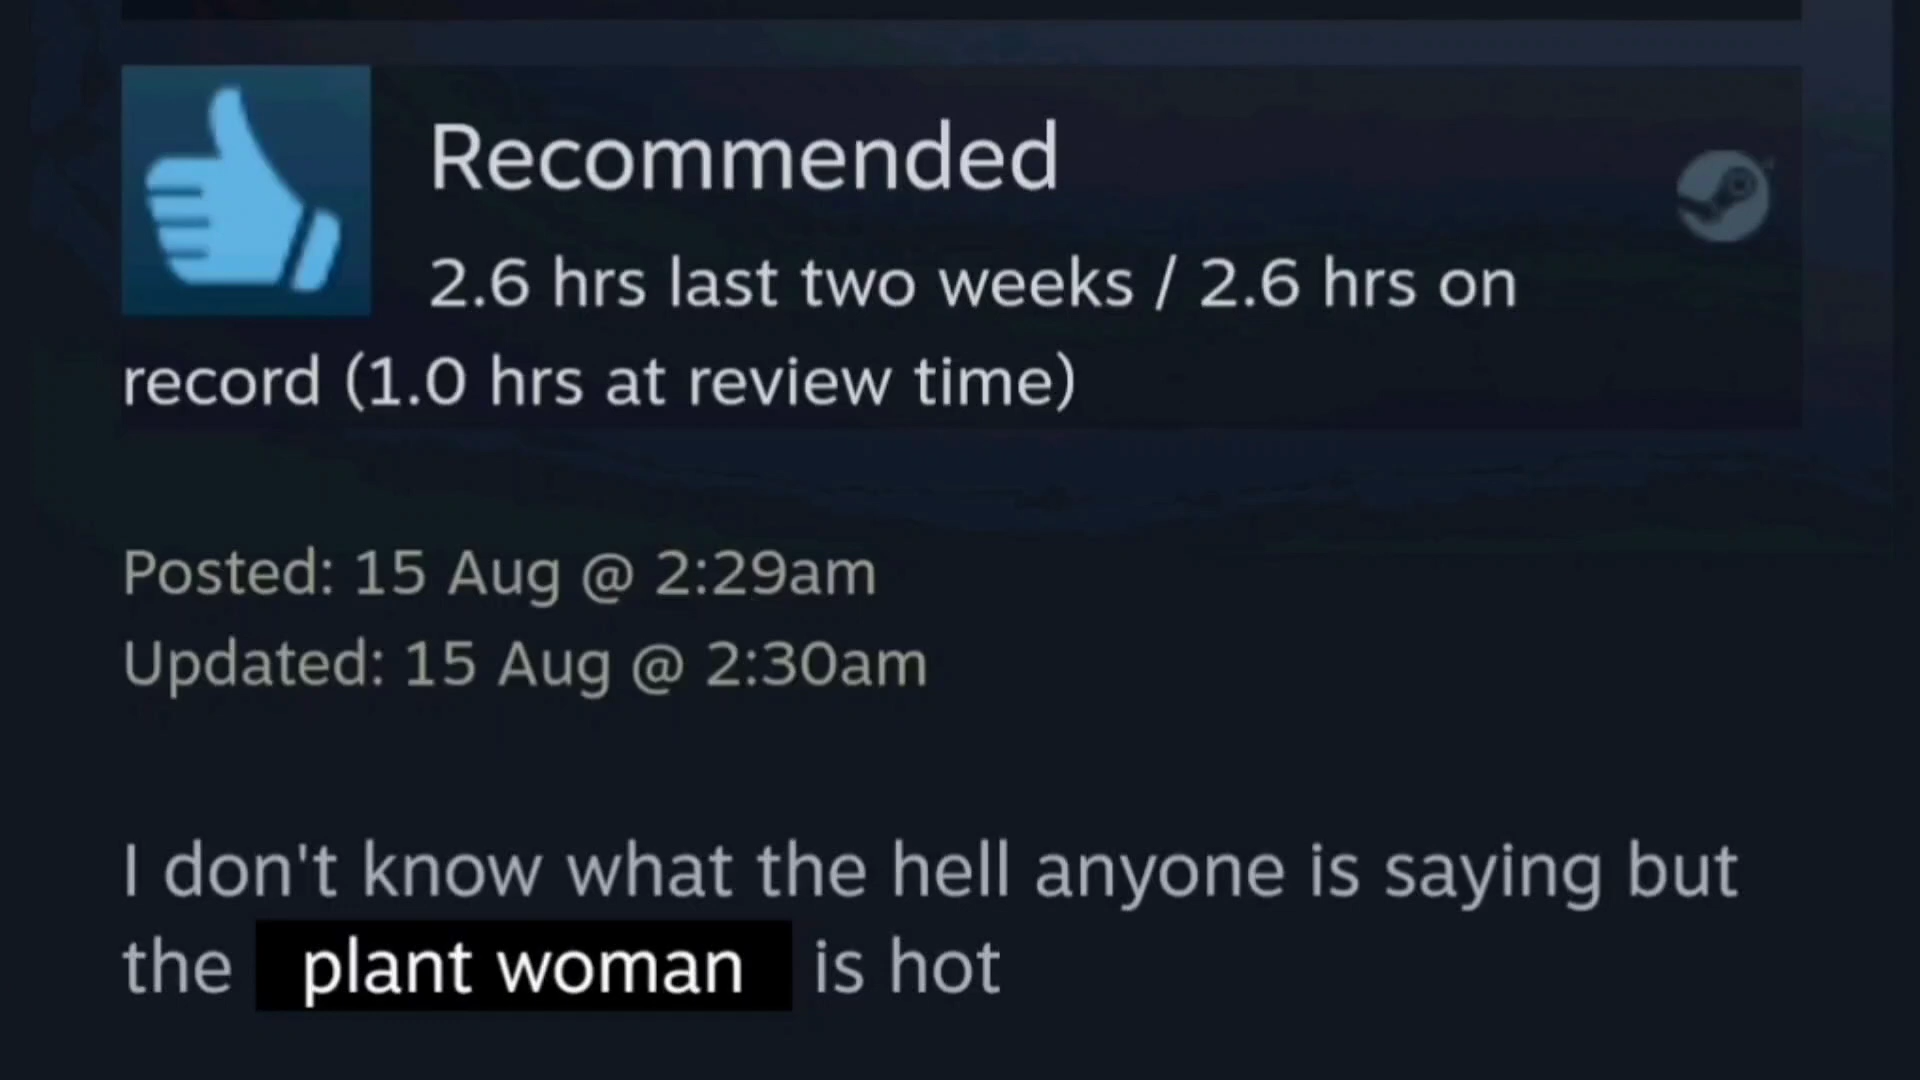 Recommended
2.6 hrs last two weeks / 2.6 hrs on
record (1.0 hrs at review time)
Posted: 15 Aug @ 2:29am
Updated: 15 Aug @ 2:30am
I don't know what the hell anyone is saying but
the plant woman is hot